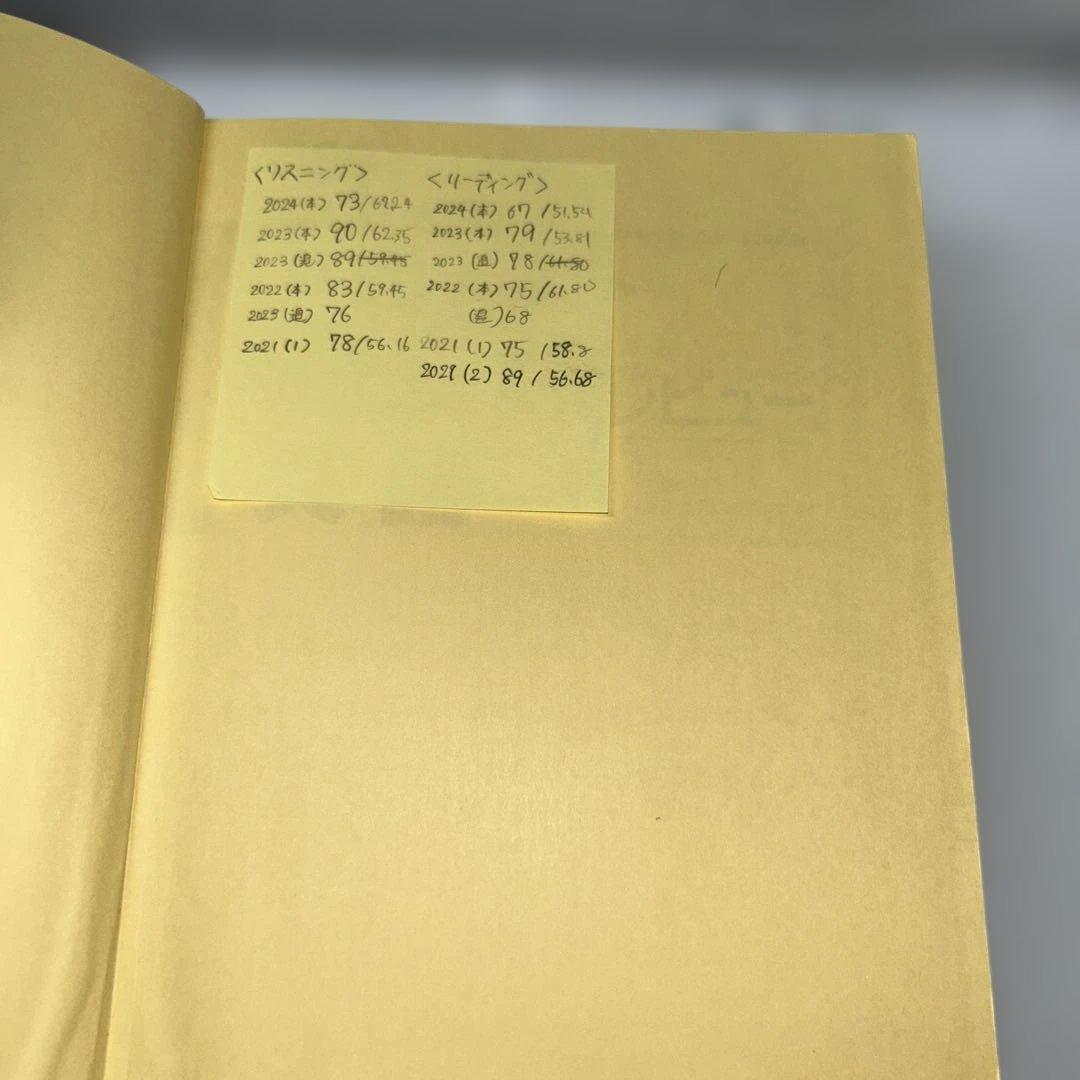 <リスニング>
2024(本) 73/67.24
2023(本) 90/62.35
2023(追) 89/59.45
2022(本) 83/59.45
2023(追) 76
2021(1) 78/56.16
<リーディング>
2024(本) 67/51.54
2023(本) 79/53.81
2023(追) 78/61.80
2022(本) 75/61.80
(追)68
2021(1) 75/58.8
2021(2) 89/56.68